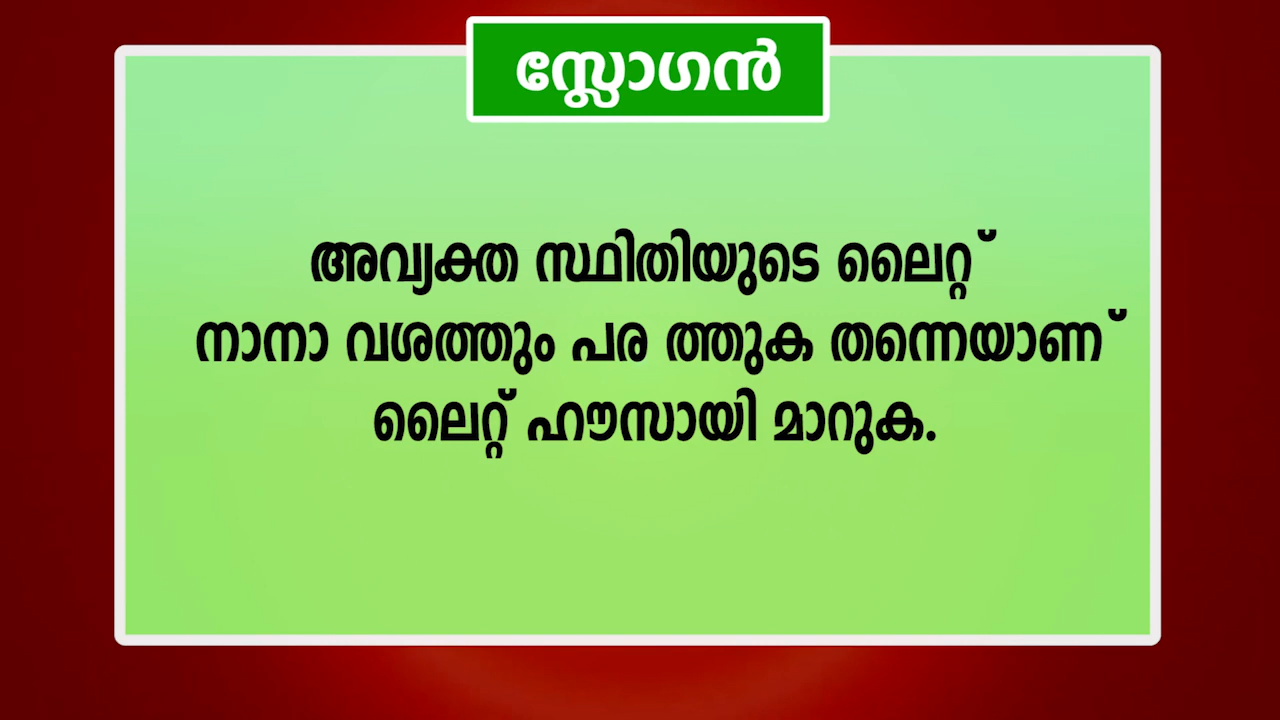 സ്ലോഗൻ
അവ്യക്ത സ്ഥിതിയുടെ ലൈറ്റ്
നാനാ വശത്തും പര ത്തുക തന്നെയാണ്
ലൈറ്റ് ഹൗസായി മാറുക.